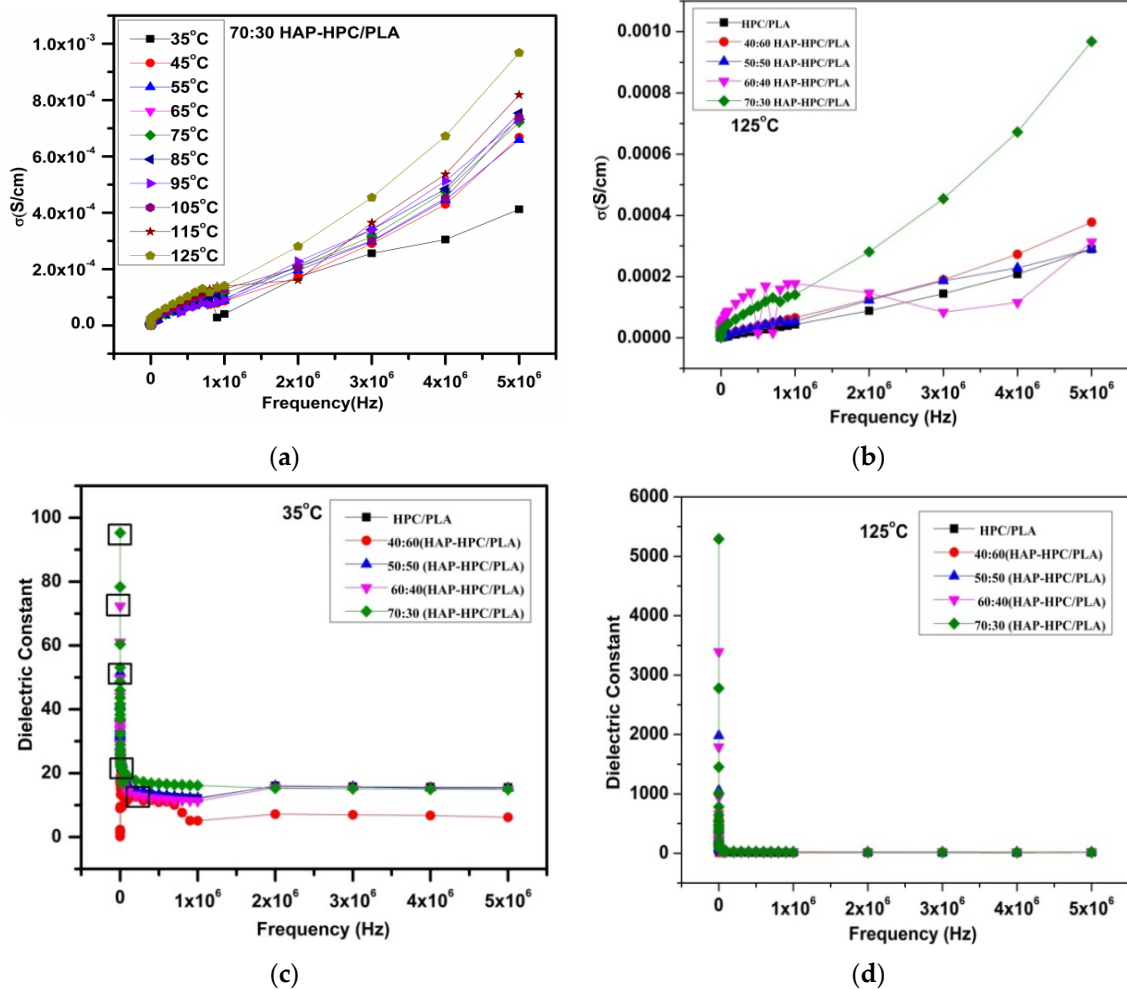 70:30 HAP-HPC/PLA
35°C
45°C
55°C
65°C
75°C
85°C
95°C
105°C
115°C
125°C
σ(S/cm)
1.0x10⁻³
8.0x10⁻⁴
6.0x10⁻⁴
4.0x10⁻⁴
2.0x10⁻⁴
0.0
0 1x10⁶ 2x10⁶ 3x10⁶ 4x10⁶ 5x10⁶
Frequency(Hz)
(a)
HPC/PLA
40:60 HAP-HPC/PLA
50:50 HAP-HPC/PLA
60:40 HAP-HPC/PLA
70:30 HAP-HPC/PLA
125°C
σ(S/cm)
0.0010
0.0008
0.0006
0.0004
0.0002
0.0000
0 1x10⁶ 2x10⁶ 3x10⁶ 4x10⁶ 5x10⁶
Frequency (Hz)
(b)
35°C
HPC/PLA
40:60(HAP-HPC/PLA)
50:50 (HAP-HPC/PLA)
60:40(HAP-HPC/PLA)
70:30 (HAP-HPC/PLA)
Dielectric Constant
100
80
60
40
20
0
0 1x10⁶ 2x10⁶ 3x10⁶ 4x10⁶ 5x10⁶
Frequency (Hz)
(c)
125°C
HPC/PLA
40:60(HAP-HPC/PLA)
50:50 (HAP-HPC/PLA)
60:40(HAP-HPC/PLA)
70:30 (HAP-HPC/PLA)
Dielectric Constant
6000
5000
4000
3000
2000
1000
0
0 1x10⁶ 2x10⁶ 3x10⁶ 4x10⁶ 5x10⁶
Frequency (Hz)
(d)